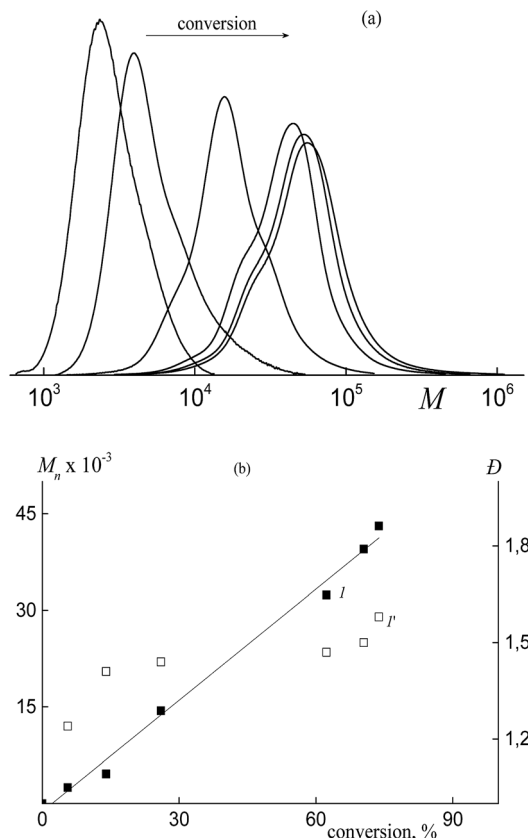 conversion (a)
10³ 10⁴ 10⁵ M 10⁶
Mₙ x 10⁻³ (b) Đ
45
1,8
30
1 1'
1,5
15
1,2
0 30 60 90
conversion, %